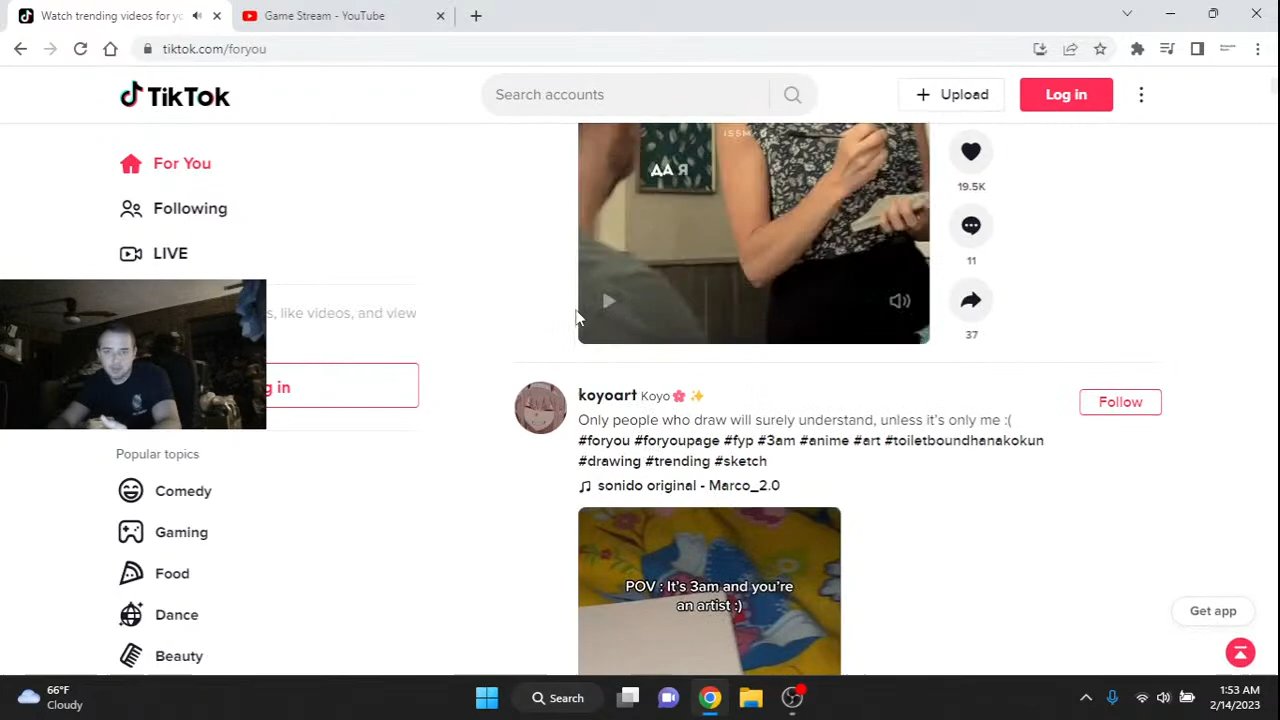 Watch trending videos for yo
Game Stream - YouTube
tiktok.com/foryou
TikTok
Search accounts
Upload
Log in
For You
Following
LIVE
s, like videos, and view
g in
Popular topics
Comedy
Gaming
Food
Dance
Beauty
ДА Я
19.5K
11
37
koyoart Koyo🌸 ✨
Follow
Only people who draw will surely understand, unless it's only me :(
#foryou #foryoupage #fyp #3am #anime #art #toiletboundhanakokun
#drawing #trending #sketch
♫ sonido original - Marco_2.0
POV : It's 3am and you're
an artist :)
Get app
66°F
Cloudy
Search
1:53 AM
2/14/2023